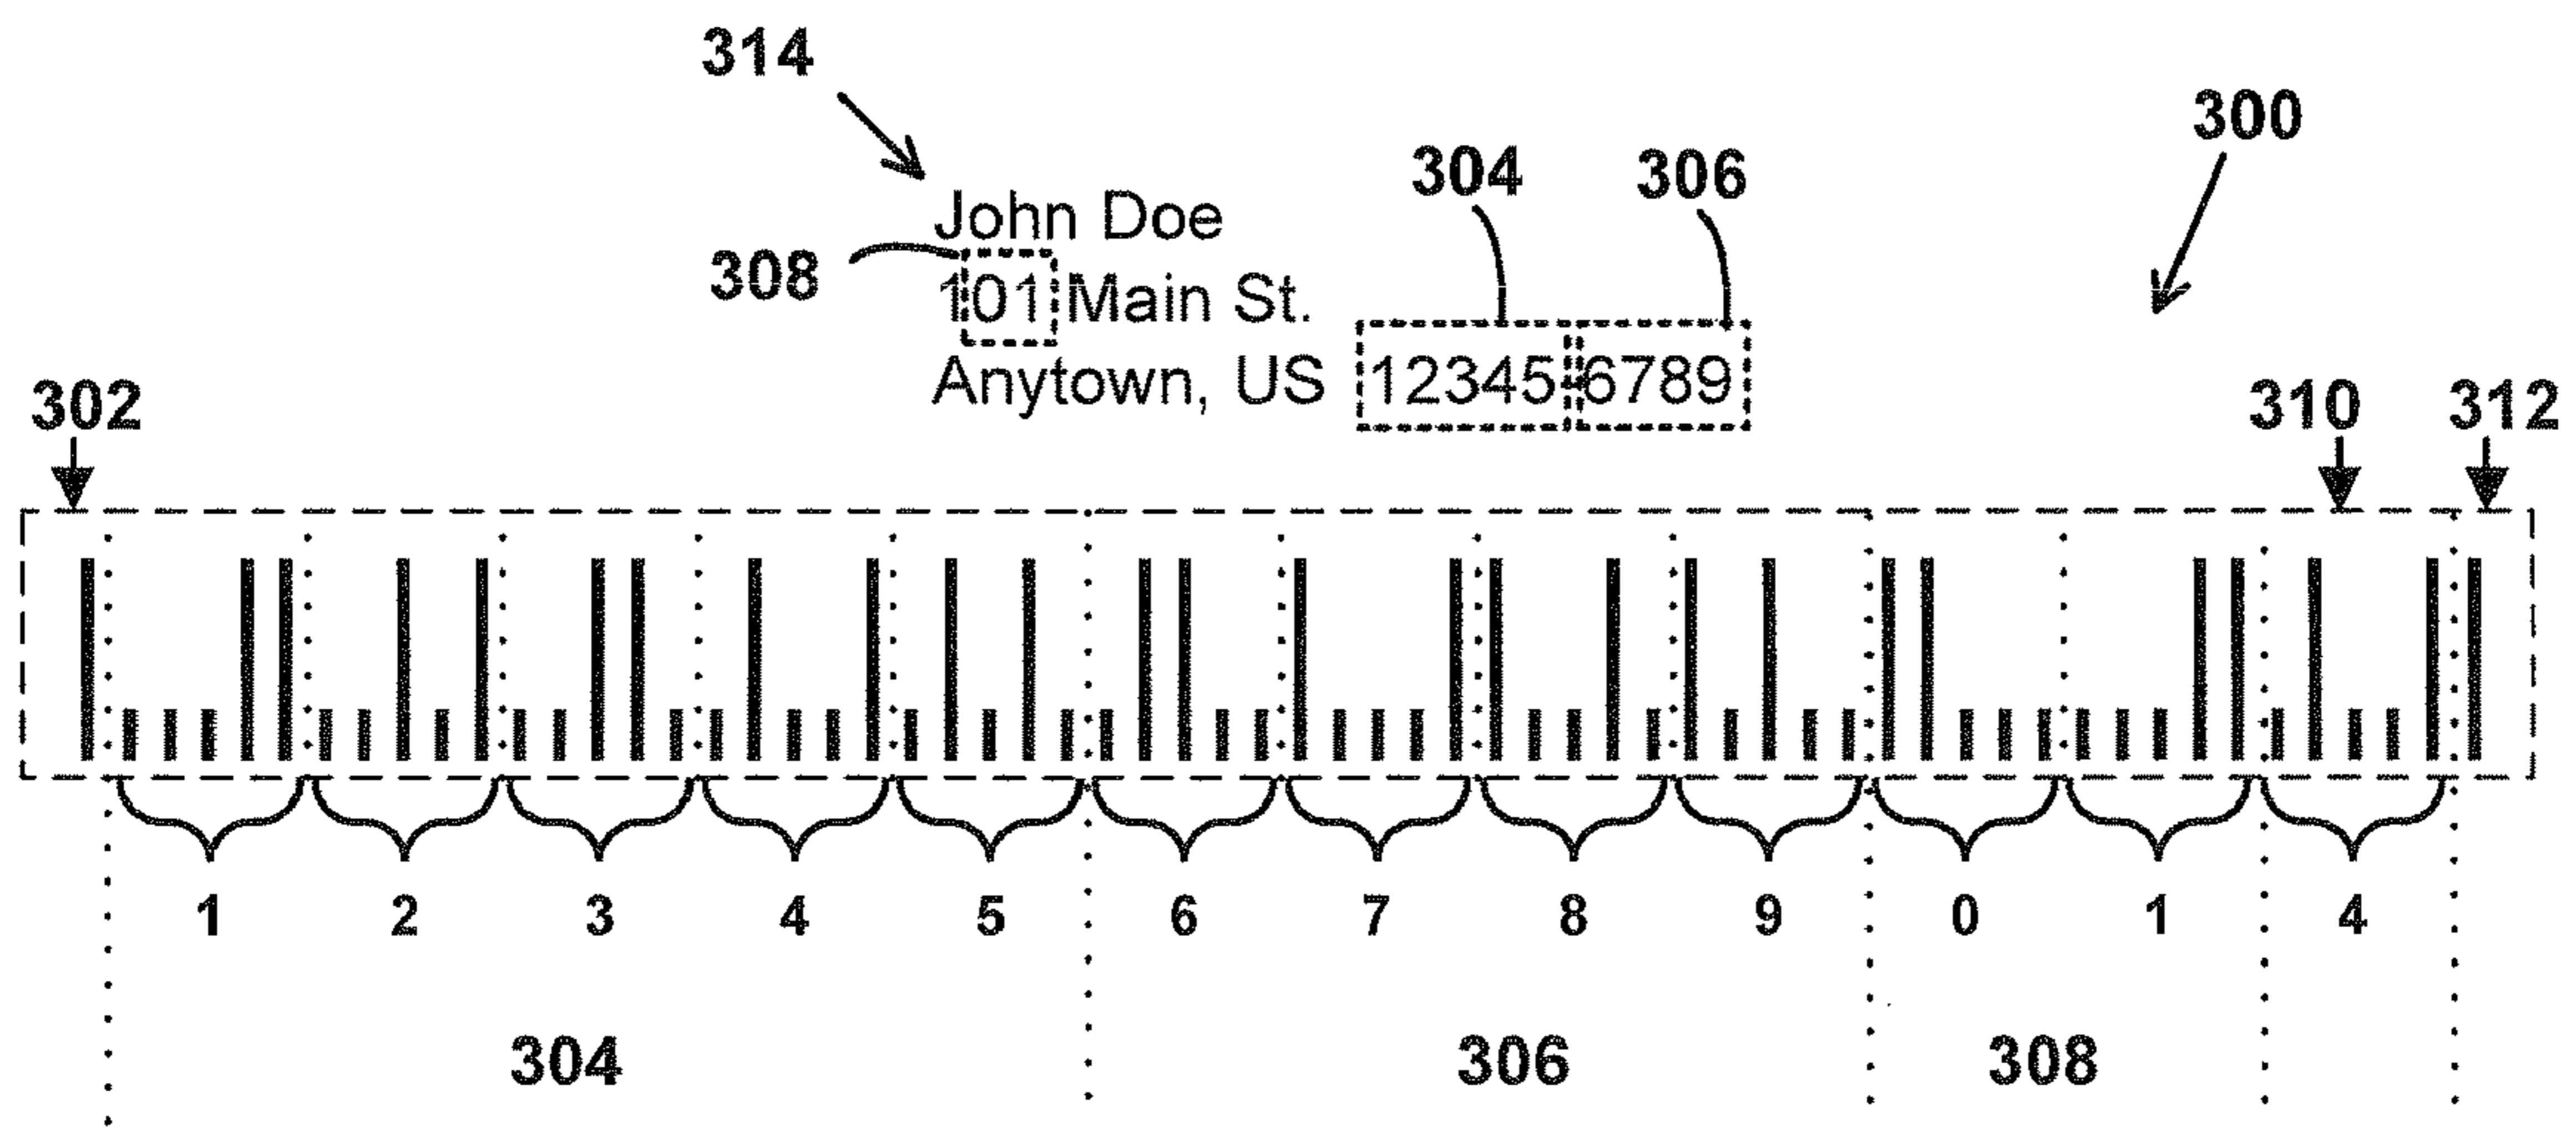 314
300
304 306
John Doe
308
101 Main St.
Anytown, US 12345-6789
302
310 312
1 2 3 4 5 6 7 8 9 0 1 4
304 306 308